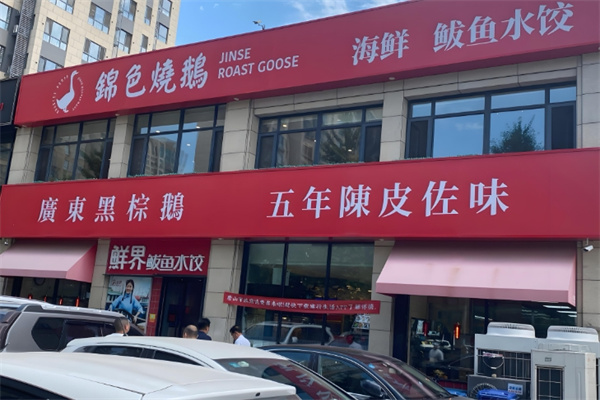 錦色燒鵝
JINSE
ROAST GOOSE
海鮮 鲅鱼水饺
廣東黑棕鵝
五年陳皮佐味
鲜界 鲅鱼水饺